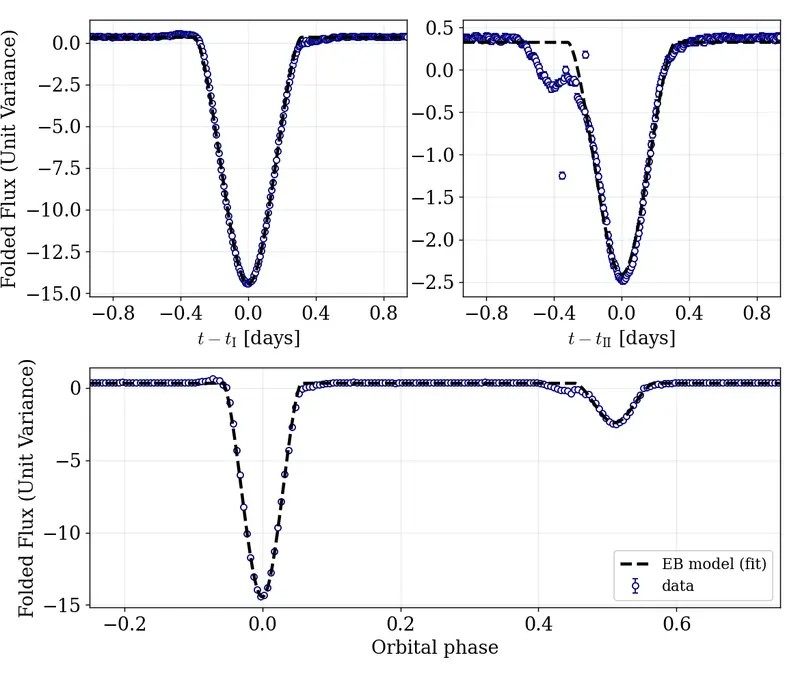 Folded Flux (Unit Variance)
0.0
−2.5
−5.0
−7.5
−10.0
−12.5
−15.0
−0.8 −0.4 0.0 0.4 0.8
t − tI [days]
0.5
0.0
−0.5
−1.0
−1.5
−2.0
−2.5
−0.8 −0.4 0.0 0.4 0.8
t − tII [days]
Folded Flux (Unit Variance)
0
−5
−10
−15
−0.2 0.0 0.2 0.4 0.6
Orbital phase
EB model (fit)
data